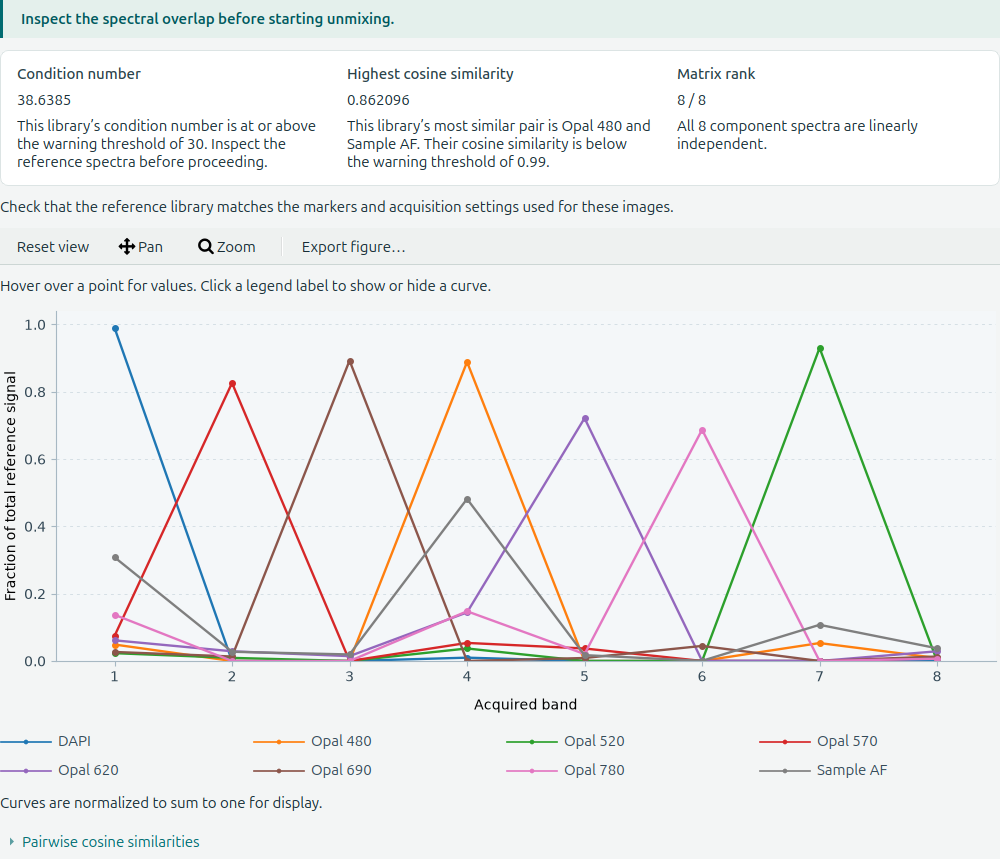 Inspect the spectral overlap before starting unmixing.
Condition number
38.6385
This library’s condition number is at or above
the warning threshold of 30. Inspect the
reference spectra before proceeding.
Highest cosine similarity
0.862096
This library’s most similar pair is Opal 480 and
Sample AF. Their cosine similarity is below
the warning threshold of 0.99.
Matrix rank
8 / 8
All 8 component spectra are linearly
independent.
Check that the reference library matches the markers and acquisition settings used for these images.
Reset view Pan Zoom Export figure…
Hover over a point for values. Click a legend label to show or hide a curve.
Fraction of total reference signal
1.0
0.8
0.6
0.4
0.2
0.0
1 2 3 4 5 6 7 8
Acquired band
DAPI Opal 480 Opal 520 Opal 570
Opal 620 Opal 690 Opal 780 Sample AF
Curves are normalized to sum to one for display.
Pairwise cosine similarities